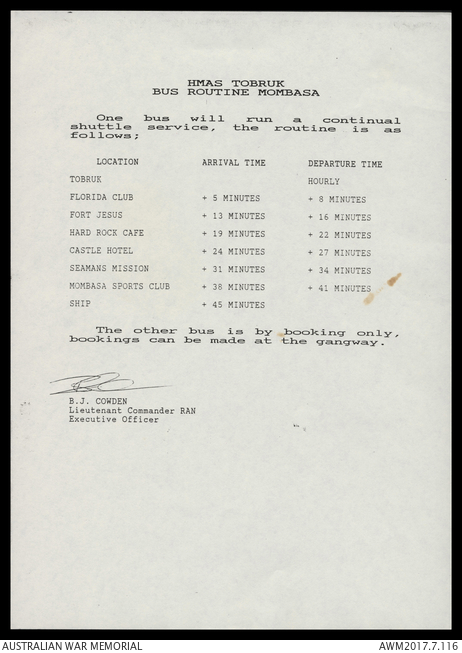 HMAS TOBRUK
BUS ROUTINE MOMBASA
One bus will run a continual
shuttle service, the routine is as
follows;
LOCATION ARRIVAL TIME DEPARTURE TIME
TOBRUK HOURLY
FLORIDA CLUB + 5 MINUTES + 8 MINUTES
FORT JESUS + 13 MINUTES + 16 MINUTES
HARD ROCK CAFE + 19 MINUTES + 22 MINUTES
CASTLE HOTEL + 24 MINUTES + 27 MINUTES
SEAMANS MISSION + 31 MINUTES + 34 MINUTES
MOMBASA SPORTS CLUB + 38 MINUTES + 41 MINUTES
SHIP + 45 MINUTES
The other bus is by booking only,
bookings can be made at the gangway.
B.J. COWDEN
Lieutenant Commander RAN
Executive Officer
AUSTRALIAN WAR MEMORIAL AWM2017.7.116